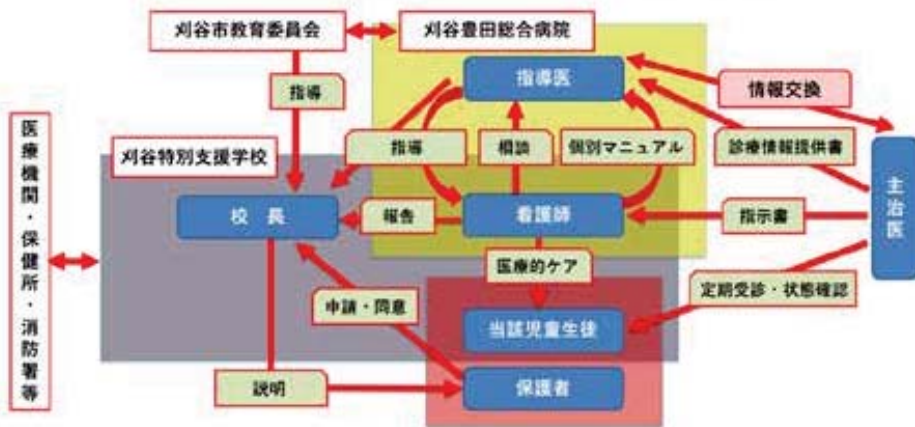 刈谷市教育委員会
刈谷豊田総合病院
指導医
情報交換
指導
医療機関・保健所・消防署等
刈谷特別支援学校
指導
相談
個別マニュアル
診療情報提供書
主治医
校 長
報告
看護師
指示書
医療的ケア
定期受診・状態確認
申請・同意
当該児童生徒
説明
保護者